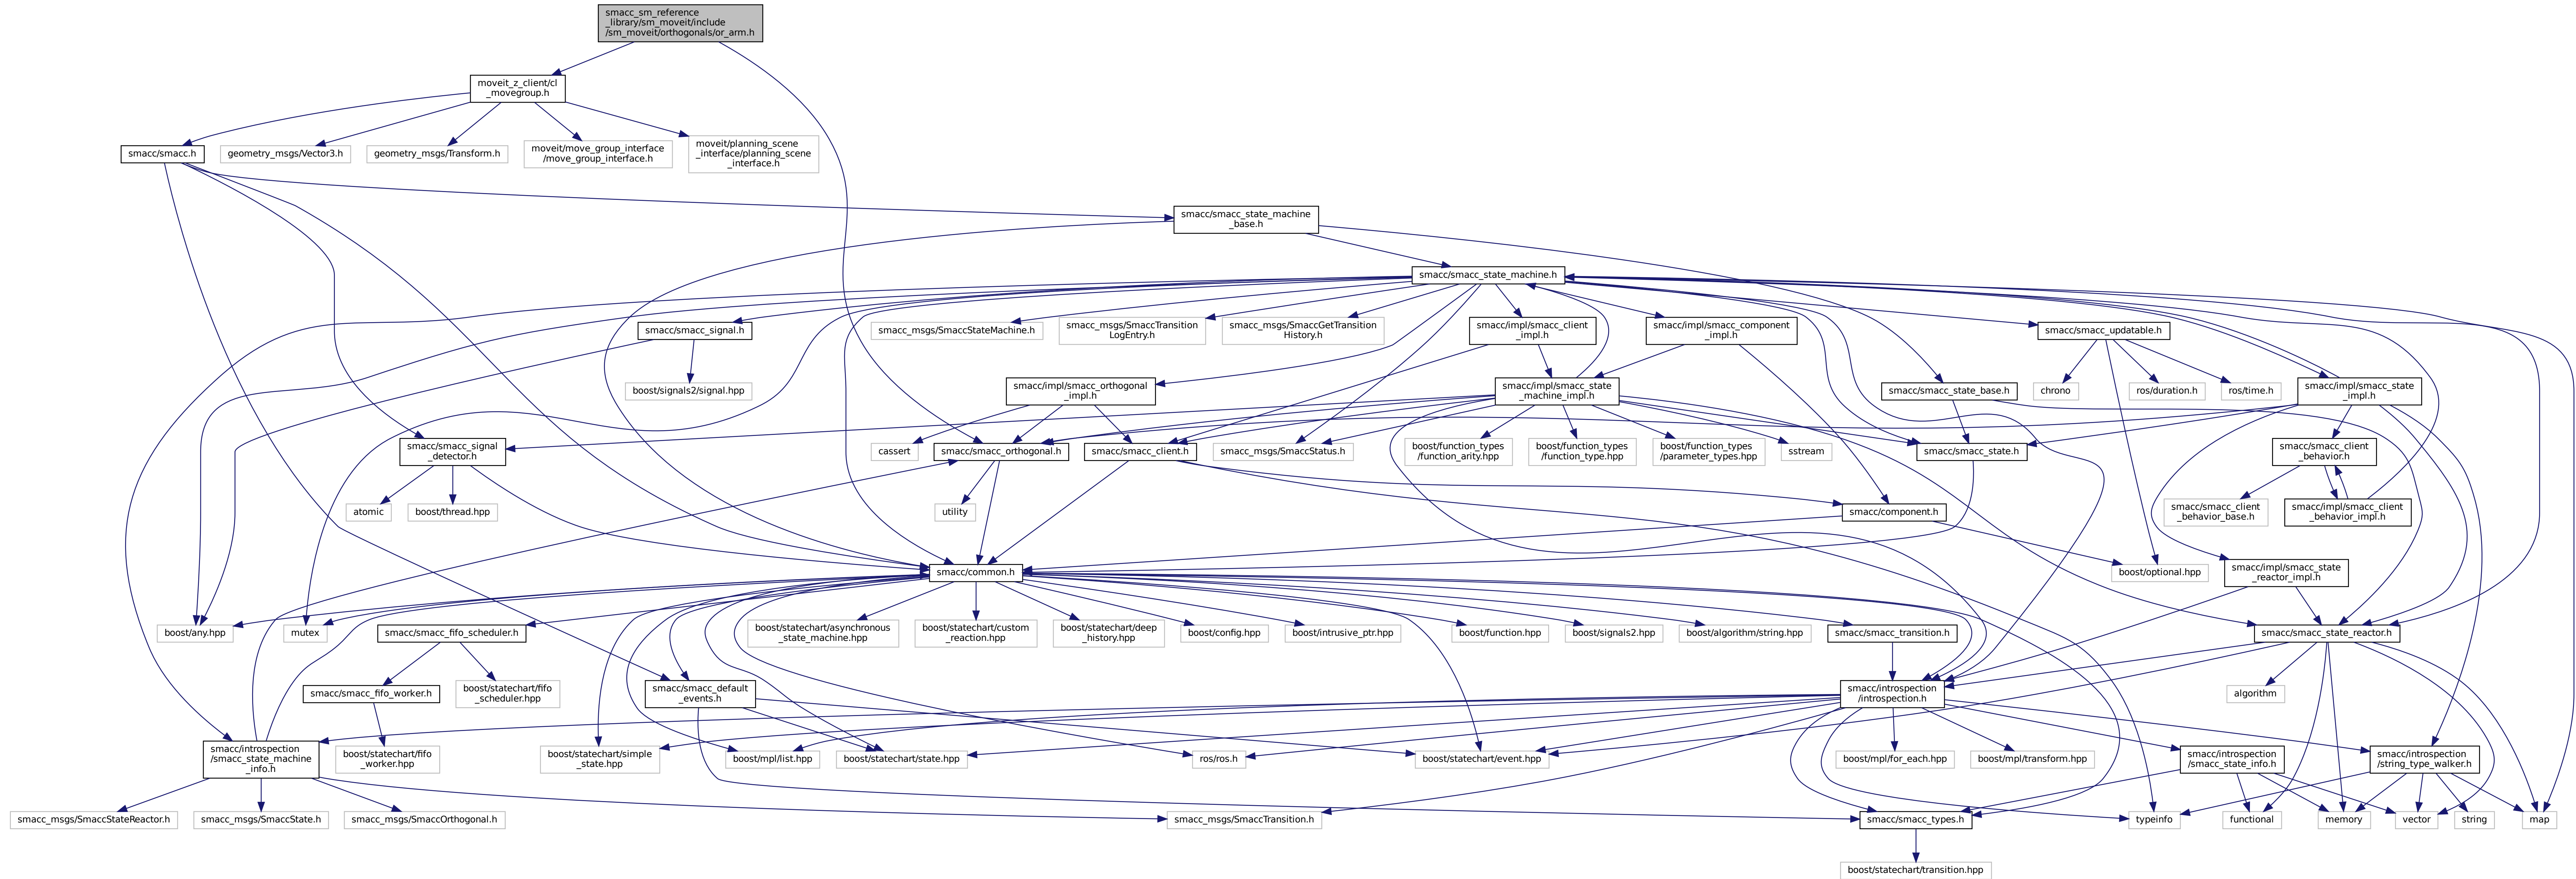 smacc_sm_reference
_library/sm_moveit/include
/sm_moveit/orthogonals/or_arm.h
moveit_z_client/cl
_movegroup.h
smacc/smacc.h
geometry_msgs/Vector3.h
geometry_msgs/Transform.h
moveit/move_group_interface
/move_group_interface.h
moveit/planning_scene
_interface/planning_scene
_interface.h
smacc/smacc_state_machine
_base.h
smacc/smacc_state_machine.h
smacc/smacc_signal.h
smacc_msgs/SmaccStateMachine.h
smacc_msgs/SmaccTransition
LogEntry.h
smacc_msgs/SmaccGetTransition
History.h
smacc/impl/smacc_client
_impl.h
smacc/impl/smacc_component
_impl.h
smacc/smacc_updatable.h
boost/signals2/signal.hpp
smacc/impl/smacc_orthogonal
_impl.h
smacc/impl/smacc_state
_machine_impl.h
smacc/smacc_state_base.h
chrono
ros/duration.h
ros/time.h
smacc/impl/smacc_state
_impl.h
smacc/smacc_signal
_detector.h
cassert
smacc/smacc_orthogonal.h
smacc/smacc_client.h
smacc_msgs/SmaccStatus.h
boost/function_types
/function_arity.hpp
boost/function_types
/function_type.hpp
boost/function_types
/parameter_types.hpp
sstream
smacc/smacc_state.h
smacc/smacc_client
_behavior.h
atomic
boost/thread.hpp
utility
smacc/component.h
smacc/smacc_client
_behavior_base.h
smacc/impl/smacc_client
_behavior_impl.h
smacc/common.h
boost/optional.hpp
smacc/impl/smacc_state
_reactor_impl.h
boost/any.hpp
mutex
smacc/smacc_fifo_scheduler.h
boost/statechart/asynchronous
_state_machine.hpp
boost/statechart/custom
_reaction.hpp
boost/statechart/deep
_history.hpp
boost/config.hpp
boost/intrusive_ptr.hpp
boost/function.hpp
boost/signals2.hpp
boost/algorithm/string.hpp
smacc/smacc_transition.h
smacc/smacc_state_reactor.h
smacc/smacc_fifo_worker.h
boost/statechart/fifo
_scheduler.hpp
smacc/smacc_default
_events.h
smacc/introspection
/introspection.h
algorithm
smacc/introspection
/smacc_state_machine
_info.h
boost/statechart/fifo
_worker.hpp
boost/statechart/simple
_state.hpp
boost/mpl/list.hpp
boost/statechart/state.hpp
ros/ros.h
boost/statechart/event.hpp
boost/mpl/for_each.hpp
boost/mpl/transform.hpp
smacc/introspection
/smacc_state_info.h
smacc/introspection
/string_type_walker.h
smacc_msgs/SmaccStateReactor.h
smacc_msgs/SmaccState.h
smacc_msgs/SmaccOrthogonal.h
smacc_msgs/SmaccTransition.h
smacc/smacc_types.h
typeinfo
functional
memory
vector
string
map
boost/statechart/transition.hpp